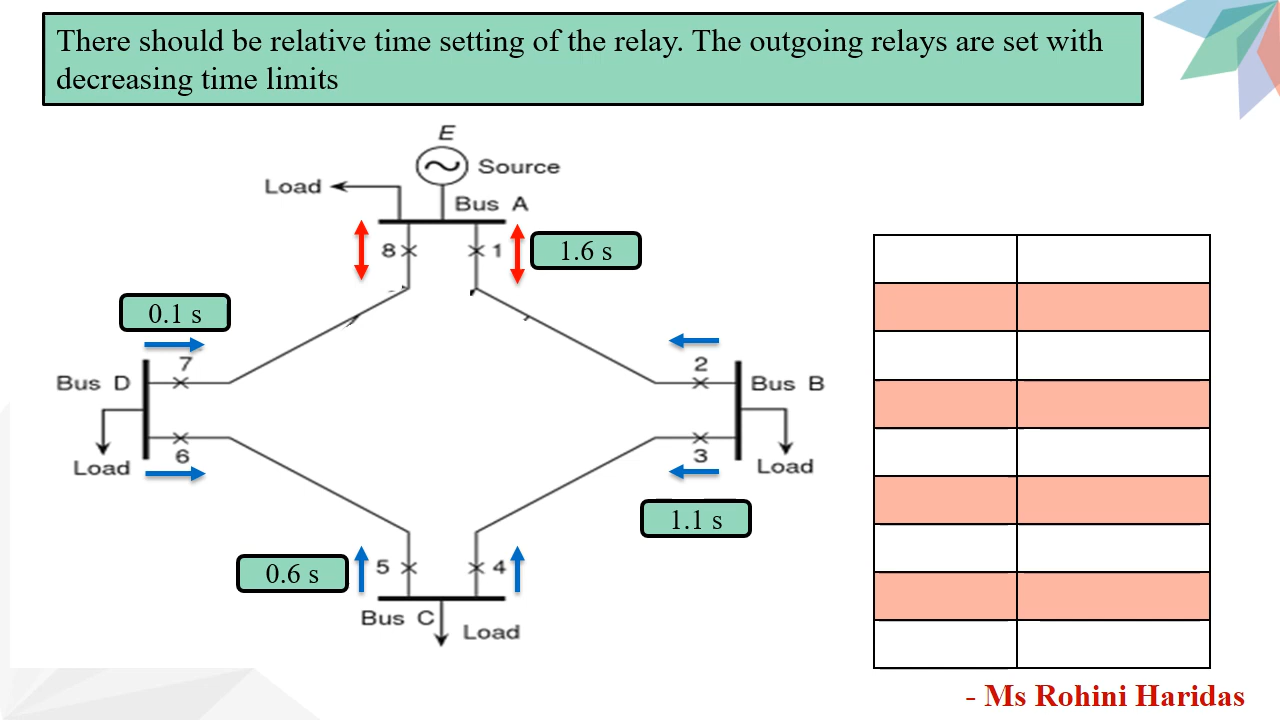 There should be relative time setting of the relay. The outgoing relays are set with
decreasing time limits
E
Source
Load
Bus A
8
1
1.6 s
0.1 s
7
2
Bus D
Bus B
6
3
Load
Load
1.1 s
0.6 s
5
4
Bus C
Load
- Ms Rohini Haridas